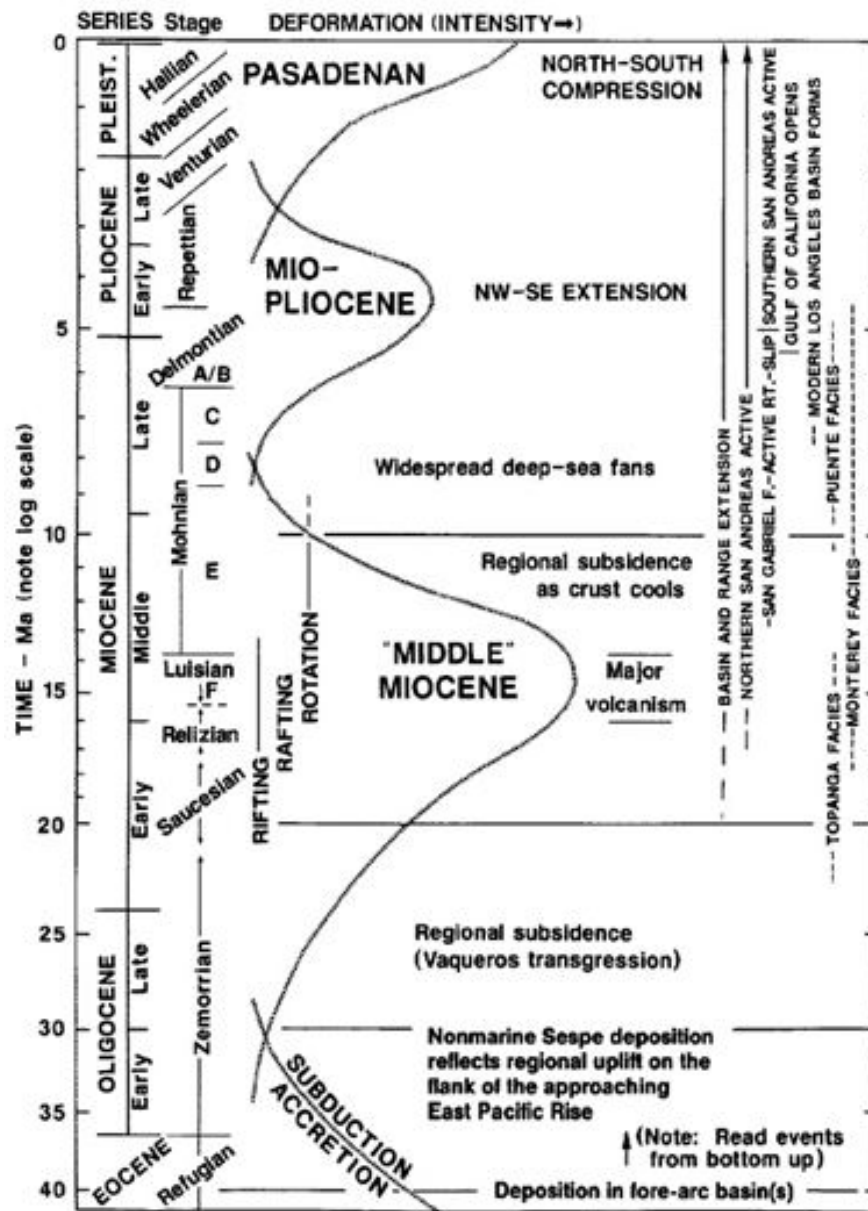 SERIES Stage DEFORMATION (INTENSITY→)
0
PLEIST.
Hallian
Wheelerian
Venturian
PASADENAN
NORTH-SOUTH
COMPRESSION
PLIOCENE
Late
Early
Repettian
MIO-
PLIOCENE
NW-SE EXTENSION
5
Delmontian
A/B
C
D
Widespread deep-sea fans
TIME - Ma (note log scale)
MIOCENE
Late
Middle
Early
Mohnian
10
E
Regional subsidence
as crust cools
"MIDDLE"
MIOCENE
Major
volcanism
Luisian
F
15
Relizian
Saucesian
RIFTING
RAFTING
ROTATION
20
25
OLIGOCENE
Late
Early
Zemorrian
Regional subsidence
(Vaqueros transgression)
30
Nonmarine Sespe deposition
reflects regional uplift on the
flank of the approaching
East Pacific Rise
35
SUBDUCTION
ACCRETION
(Note: Read events
from bottom up)
EOCENE
Refugian
40
Deposition in fore-arc basin(s)
BASIN AND RANGE EXTENSION
NORTHERN SAN ANDREAS ACTIVE
SAN GABRIEL F.-ACTIVE RT.-SLIP
SOUTHERN SAN ANDREAS ACTIVE
GULF OF CALIFORNIA OPENS
MODERN LOS ANGELES BASIN FORMS
TOPANGA FACIES
PUENTE FACIES
MONTEREY FACIES